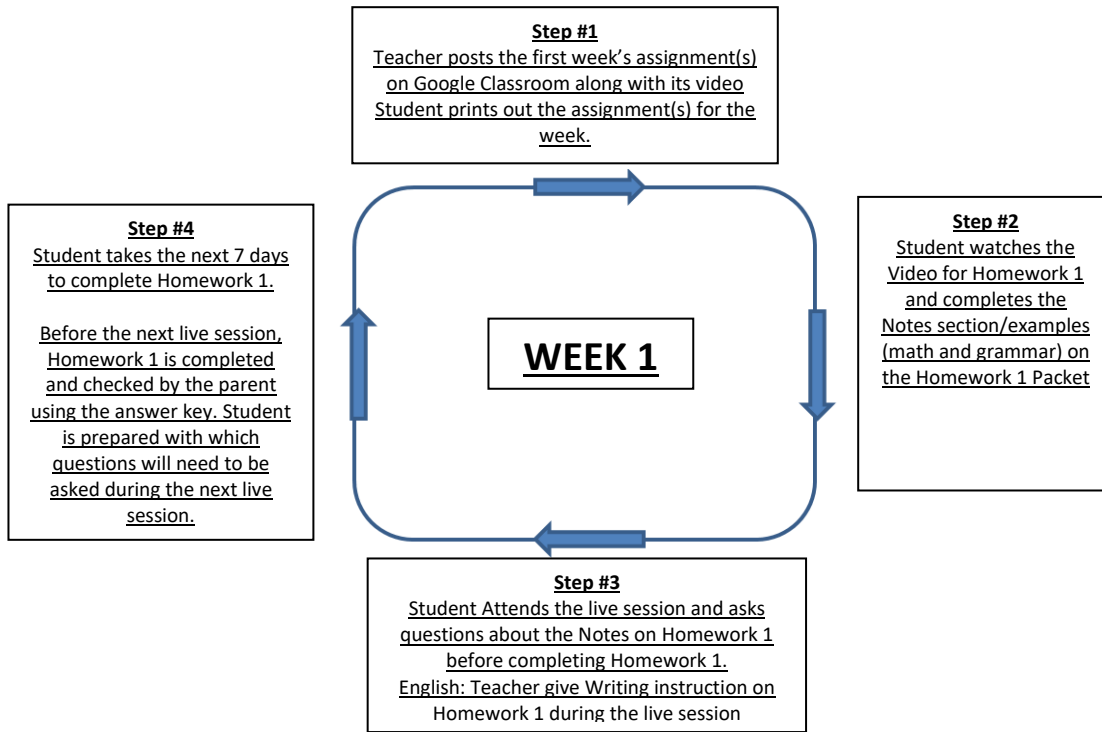 Step #1
Teacher posts the first week’s assignment(s)
on Google Classroom along with its video
Student prints out the assignment(s) for the
week.
Step #2
Student watches the
Video for Homework 1
and completes the
Notes section/examples
(math and grammar) on
the Homework 1 Packet
Step #3
Student Attends the live session and asks
questions about the Notes on Homework 1
before completing Homework 1.
English: Teacher give Writing instruction on
Homework 1 during the live session
Step #4
Student takes the next 7 days
to complete Homework 1.
Before the next live session,
Homework 1 is completed
and checked by the parent
using the answer key. Student
is prepared with which
questions will need to be
asked during the next live
session.
WEEK 1